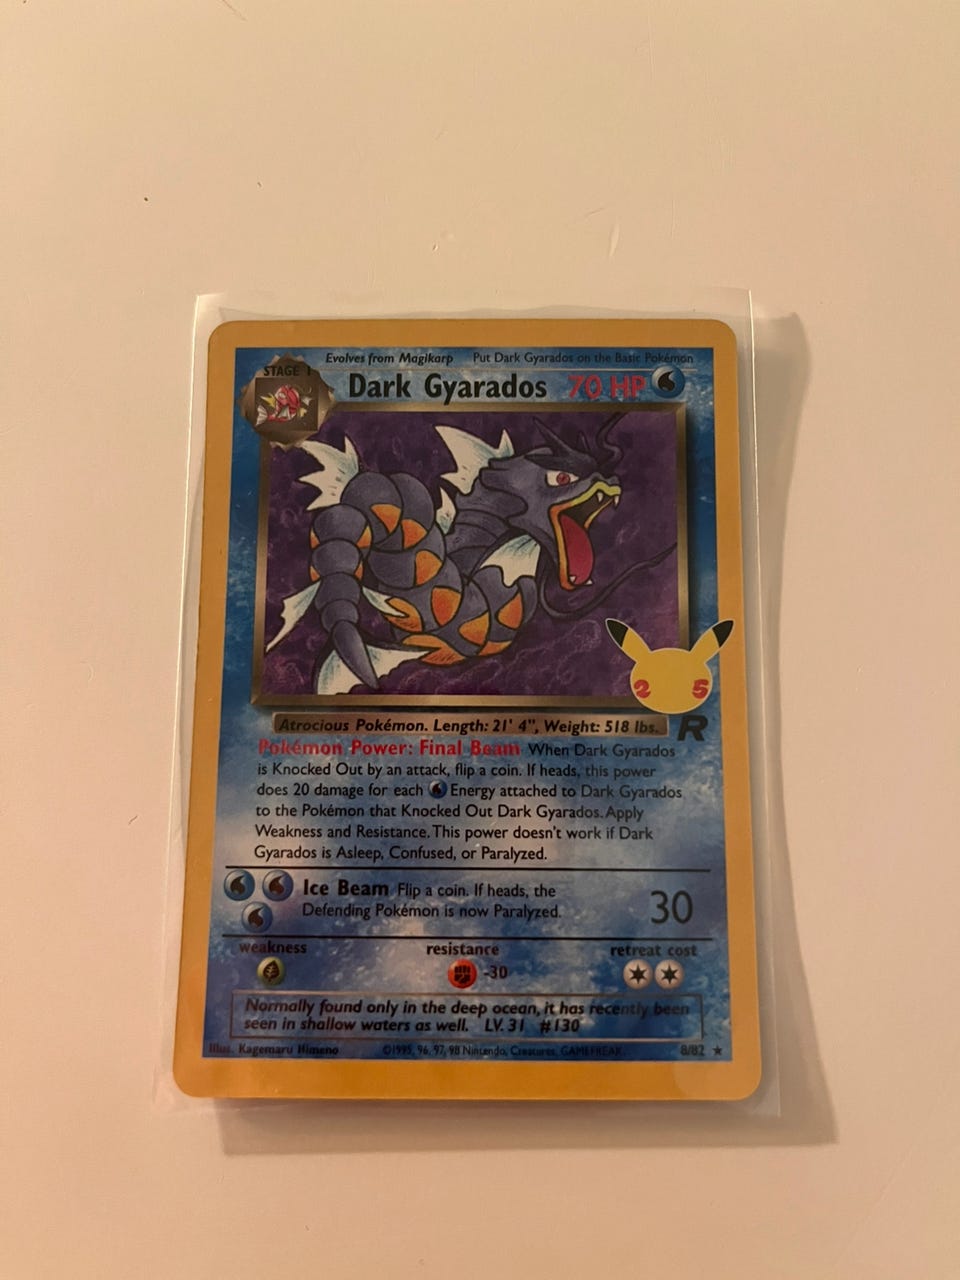 Evolves from Magikarp Put Dark Gyarados on the Basic Pokémon
STAGE 1
Dark Gyarados 70 HP
25
Atrocious Pokémon. Length: 21' 4", Weight: 518 lbs.
R
Pokémon Power: Final Beam When Dark Gyarados
is Knocked Out by an attack, flip a coin. If heads, this power
does 20 damage for each Energy attached to Dark Gyarados
to the Pokémon that Knocked Out Dark Gyarados. Apply
Weakness and Resistance. This power doesn't work if Dark
Gyarados is Asleep, Confused, or Paralyzed.
Ice Beam Flip a coin. If heads, the
Defending Pokémon is now Paralyzed.
30
weakness resistance retreat cost
-30
Normally found only in the deep ocean, it has recently been
seen in shallow waters as well. LV. 31 #130
Illus. Kagemaru Himeno ©1995, 96, 97, 98 Nintendo, Creatures, GAMEFREAK. 8/82